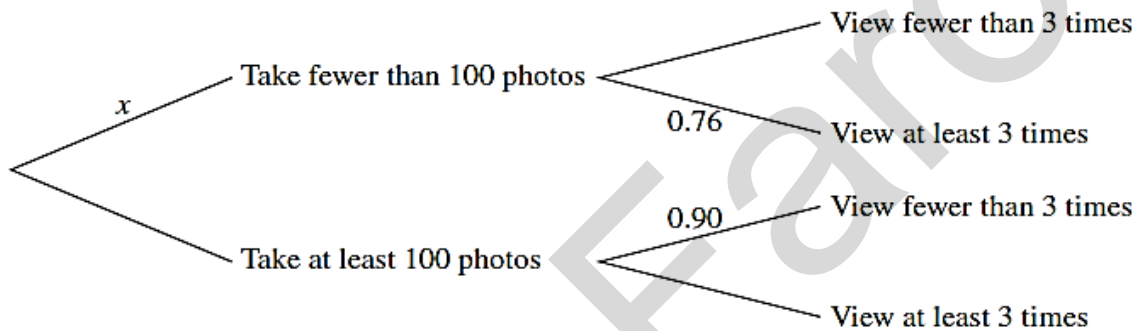 View fewer than 3 times
Take fewer than 100 photos
x
0.76
View at least 3 times
View fewer than 3 times
0.90
Take at least 100 photos
View at least 3 times